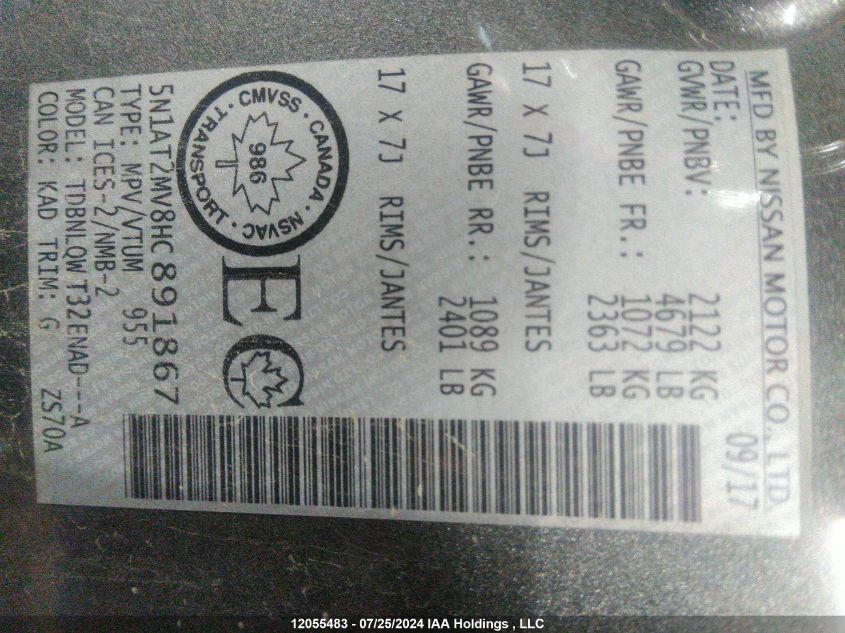 MFD BY NISSAN MOTOR CO., LTD.
DATE: 09/17
GVWR/PNBV: 2122 KG
4679 LB
GAWR/PNBE FR.: 1072 KG
2363 LB
17 X 7J RIMS/JANTES
GAWR/PNBE RR.: 1089 KG
2401 LB
17 X 7J RIMS/JANTES
CMVSS · CANADA · NSVAC · TRANSPORT ·
986
EC
5N1AT2MV8HC891867
TYPE: MPV/VTUM 955
CAN ICES-2/NMB-2
MODEL: TDBNLQWT32ENAD---A
COLOR: KAD TRIM: G ZS70A
12055483 - 07/25/2024 IAA Holdings , LLC